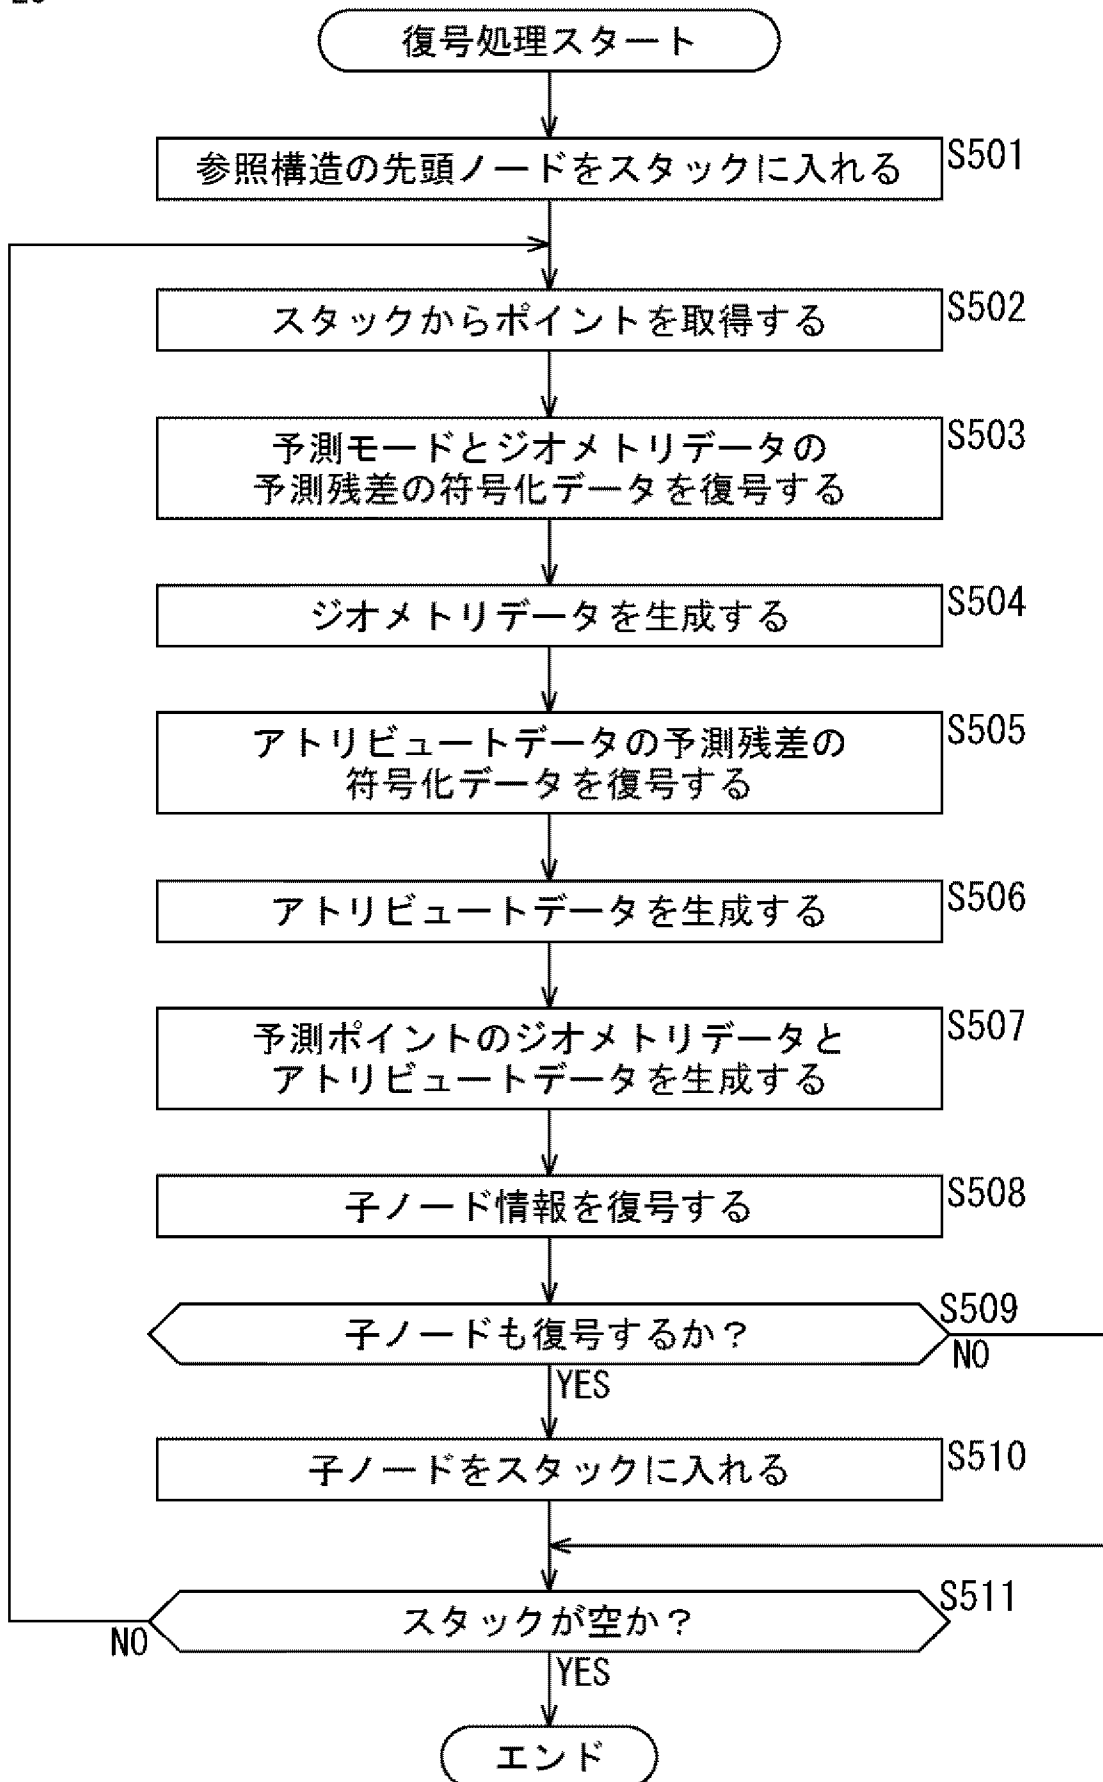 復号処理スタート
参照構造の先頭ノードをスタックに入れる
S501
スタックからポイントを取得する
S502
予測モードとジオメトリデータの
予測残差の符号化データを復号する
S503
ジオメトリデータを生成する
S504
アトリビュートデータの予測残差の
符号化データを復号する
S505
アトリビュートデータを生成する
S506
予測ポイントのジオメトリデータと
アトリビュートデータを生成する
S507
子ノード情報を復号する
S508
子ノードも復号するか？
S509
NO
YES
子ノードをスタックに入れる
S510
スタックが空か？
S511
NO
YES
エンド